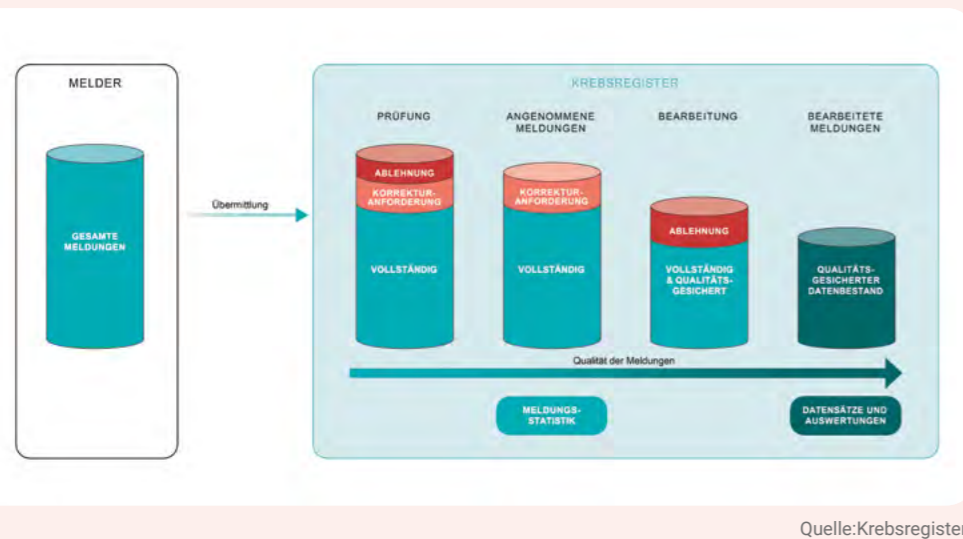 MELDER
GESAMTE
MELDUNGEN
Übermittlung
KREBSREGISTER
PRÜFUNG
ABLEHNUNG
KORREKTUR-
ANFORDERUNG
VOLLSTÄNDIG
ANGENOMMENE
MELDUNGEN
KORREKTUR-
ANFORDERUNG
VOLLSTÄNDIG
BEARBEITUNG
ABLEHNUNG
VOLLSTÄNDIG
& QUALITÄTS-
GESICHERT
BEARBEITETE
MELDUNGEN
QUALITÄTS-
GESICHERTER
DATENBESTAND
Qualität der Meldungen
MELDUNGS-
STATISTIK
DATENSÄTZE UND
AUSWERTUNGEN
Quelle:Krebsregister